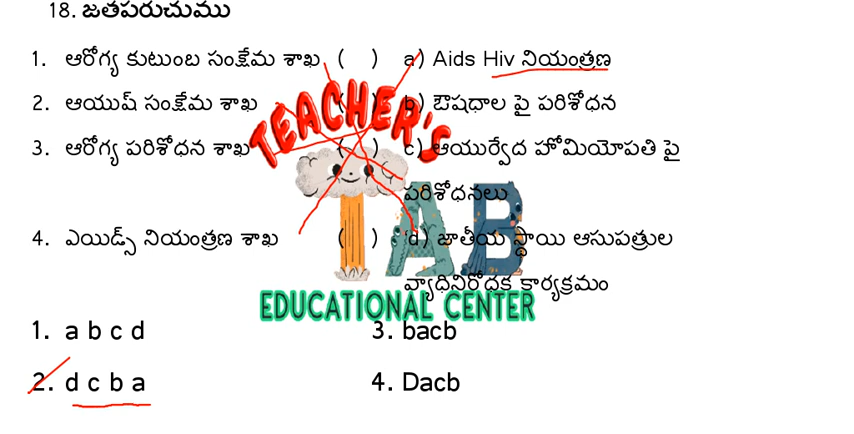 18. జతపరుచుము
1. ఆరోగ్య కుటుంబ సంక్షేమ శాఖ ( ) a) Aids Hiv నియంత్రణ
2. ఆయుష్ సంక్షేమ శాఖ ( ) b) ఔషధాల పై పరిశోధన
3. ఆరోగ్య పరిశోధన శాఖ ( ) c) ఆయుర్వేద హోమియోపతి పై
పరిశోధనలు
4. ఎయిడ్స్ నియంత్రణ శాఖ ( ) d) జాతీయ స్థాయి ఆసుపత్రుల
వ్యాధినిరోధక కార్యక్రమం
TEACHER'S
TAB
EDUCATIONAL CENTER
1. a b c d 3. bacb
2. d c b a 4. Dacb